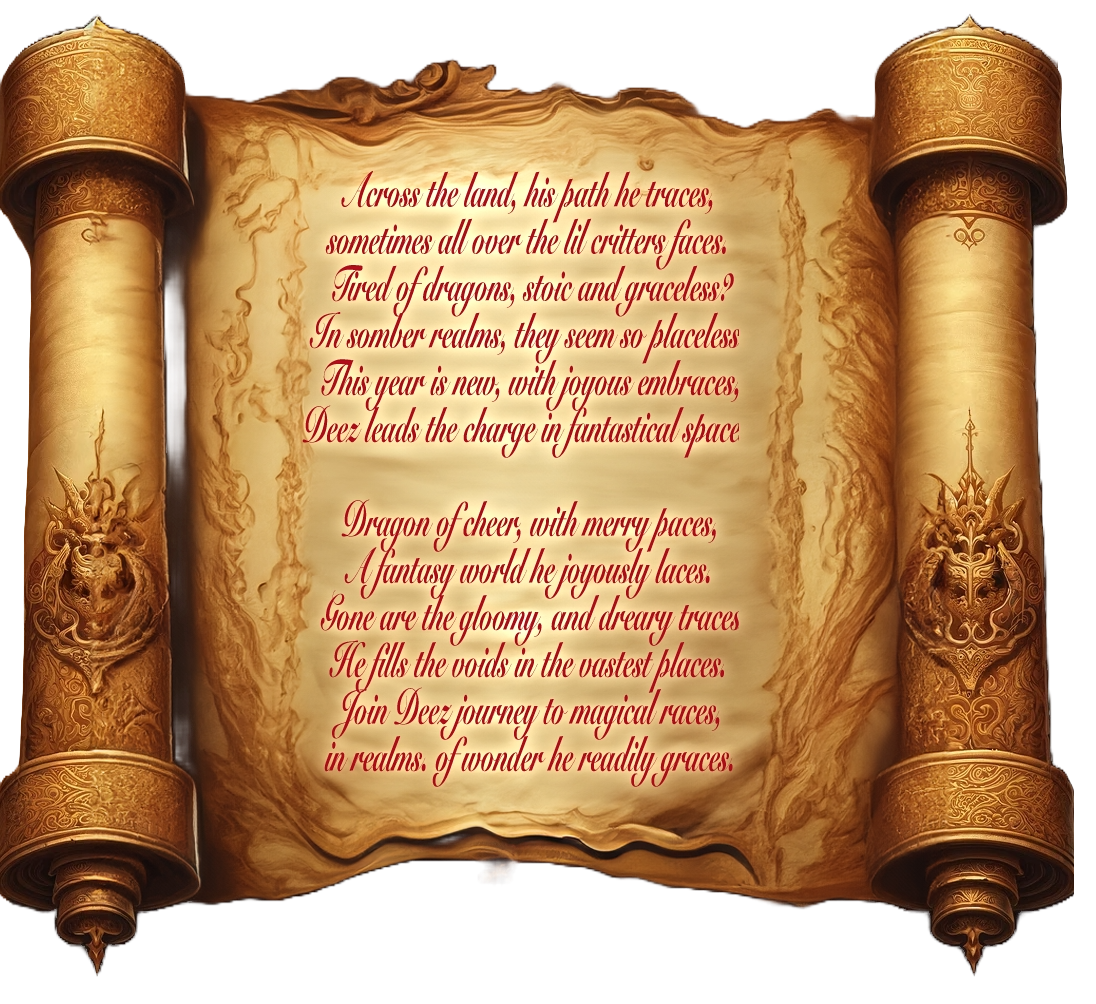 Across the land, his path he traces,
sometimes all over the lil critters faces.
Tired of dragons, stoic and graceless?
In somber realms, they seem so placeless
This year is new, with joyous embraces,
Deez leads the charge in fantastical space
Dragon of cheer, with merry paces,
A fantasy world he joyously laces.
Gone are the gloomy, and dreary traces
He fills the voids in the vastest places.
Join Deez journey to magical races,
in realms. of wonder he readily graces.